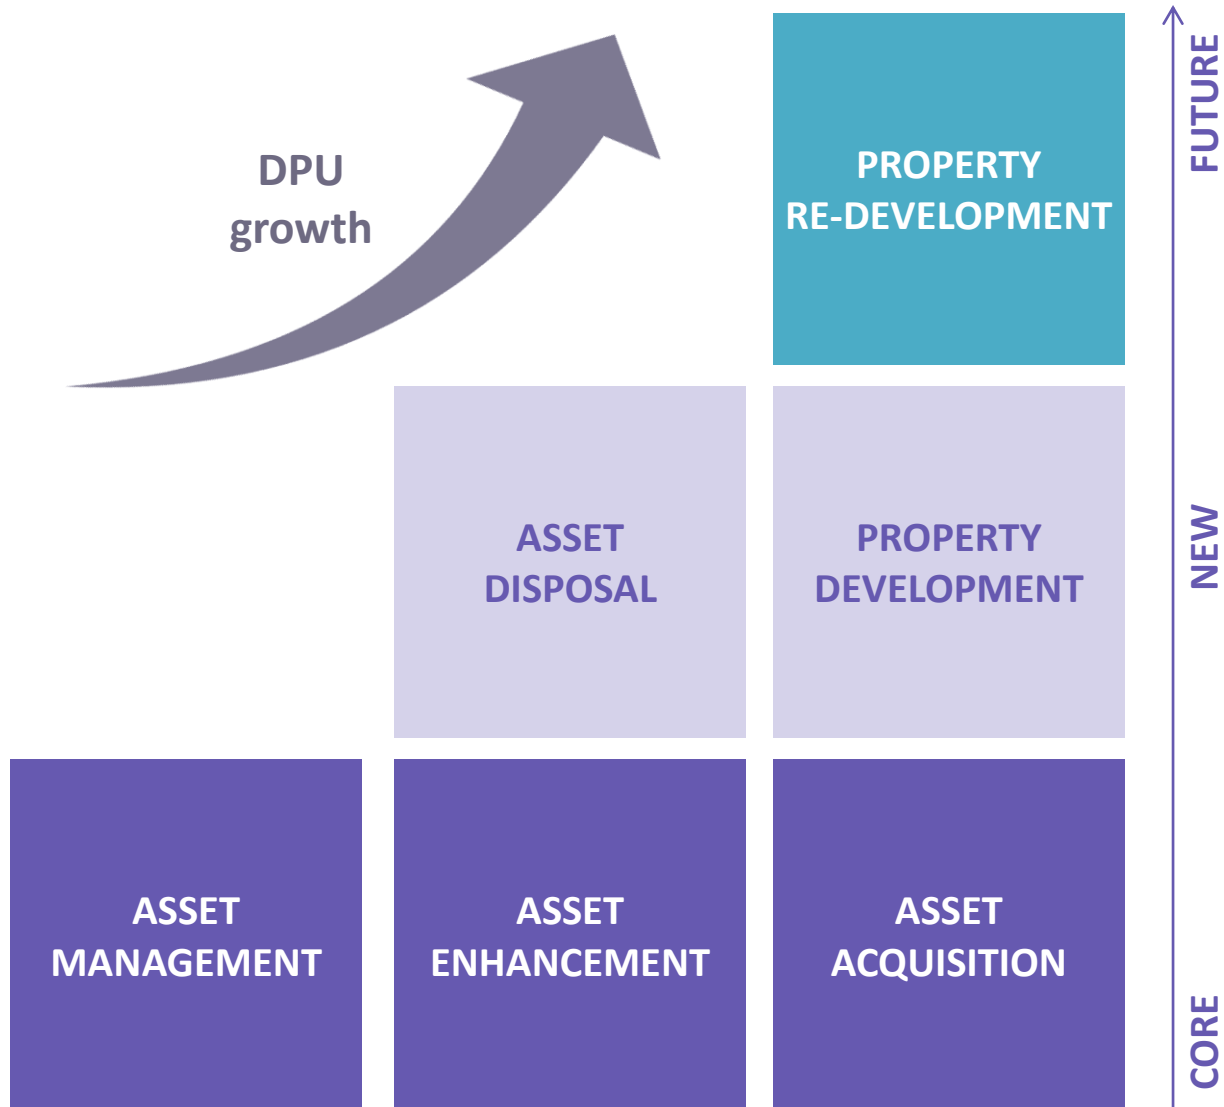 DPU
growth
PROPERTY
RE-DEVELOPMENT
FUTURE
ASSET
DISPOSAL
PROPERTY
DEVELOPMENT
NEW
ASSET
MANAGEMENT
ASSET
ENHANCEMENT
ASSET
ACQUISITION
CORE